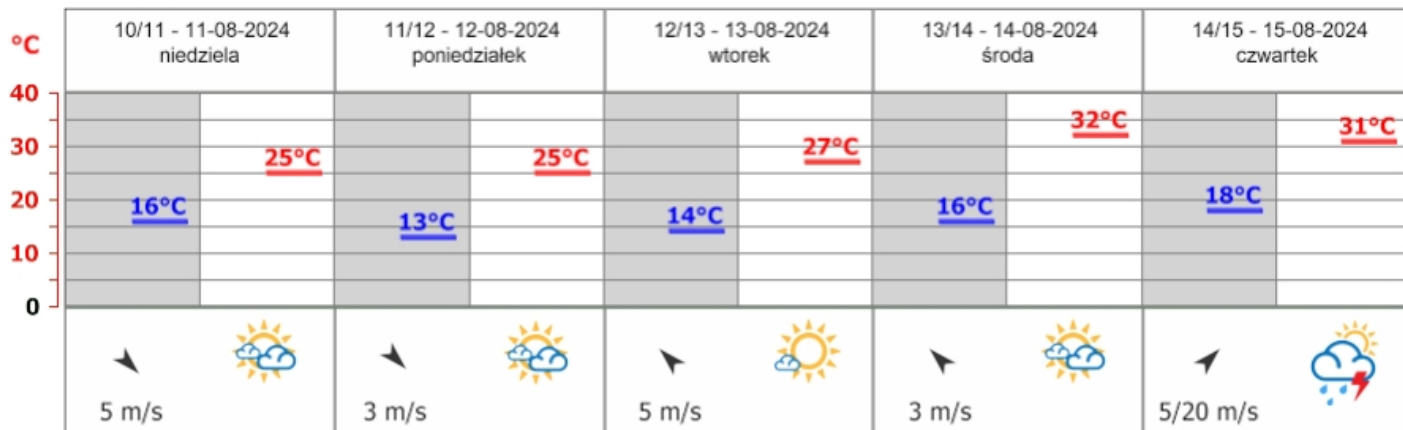 °C
10/11 - 11-08-2024
niedziela
11/12 - 12-08-2024
poniedziałek
12/13 - 13-08-2024
wtorek
13/14 - 14-08-2024
środa
14/15 - 15-08-2024
czwartek
40
30
20
10
0
16°C
25°C
13°C
25°C
14°C
27°C
16°C
32°C
18°C
31°C
5 m/s
3 m/s
5 m/s
3 m/s
5/20 m/s